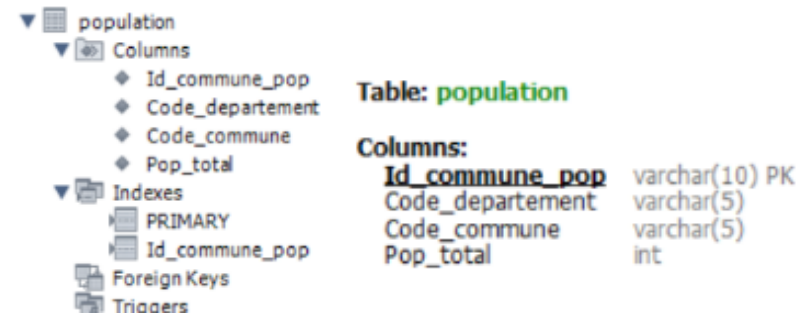 population
Columns
Id_commune_pop
Code_departement
Code_commune
Pop_total
Indexes
PRIMARY
Id_commune_pop
Foreign Keys
Triggers
Table: population
Columns:
Id_commune_pop varchar(10) PK
Code_departement varchar(5)
Code_commune varchar(5)
Pop_total int